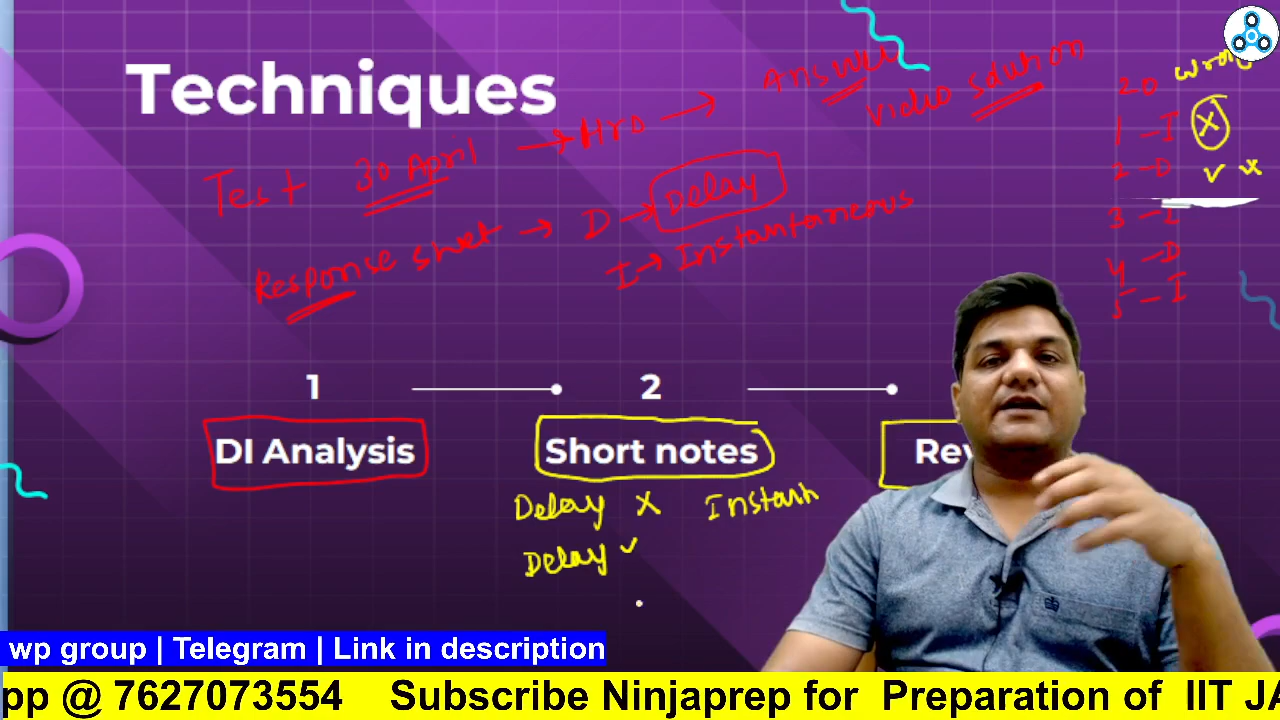 Techniques
Test 30 April → Hro → Answer
Video solution
Response sheet → D → Delay
I → Instantaneous
20 wrong
1 - I X
2 - D ✓ x
3 - I
4 - D
5 - I
1
2
DI Analysis
Short notes
Rev
Delay x Instant
Delay ✓
wp group | Telegram | Link in description
pp @ 7627073554 Subscribe Ninjaprep for Preparation of IIT JA